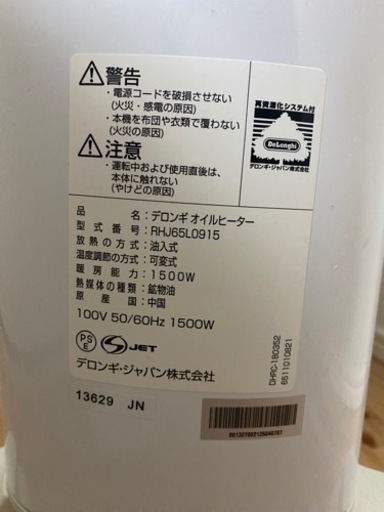 警告
・電源コードを破損させない
(火災・感電の原因)
・本機を布団や衣類で覆わない
(火災の原因)
注意
・運転中および使用直後は、
本体に触れない
(やけどの原因)
再資源化システム付
DeLonghi
デロンギ・ジャパン株式会社
品名：デロンギ オイルヒーター
型式番号：RHJ65L0915
放熱の方式：油入式
温度調節の方式：可変式
暖房能力：1500W
熱媒体の種類：鉱物油
原産国：中国
100V 50/60Hz 1500W
PS
E
JET
デロンギ・ジャパン株式会社
DHRC-180352
6511010821
13629 JN